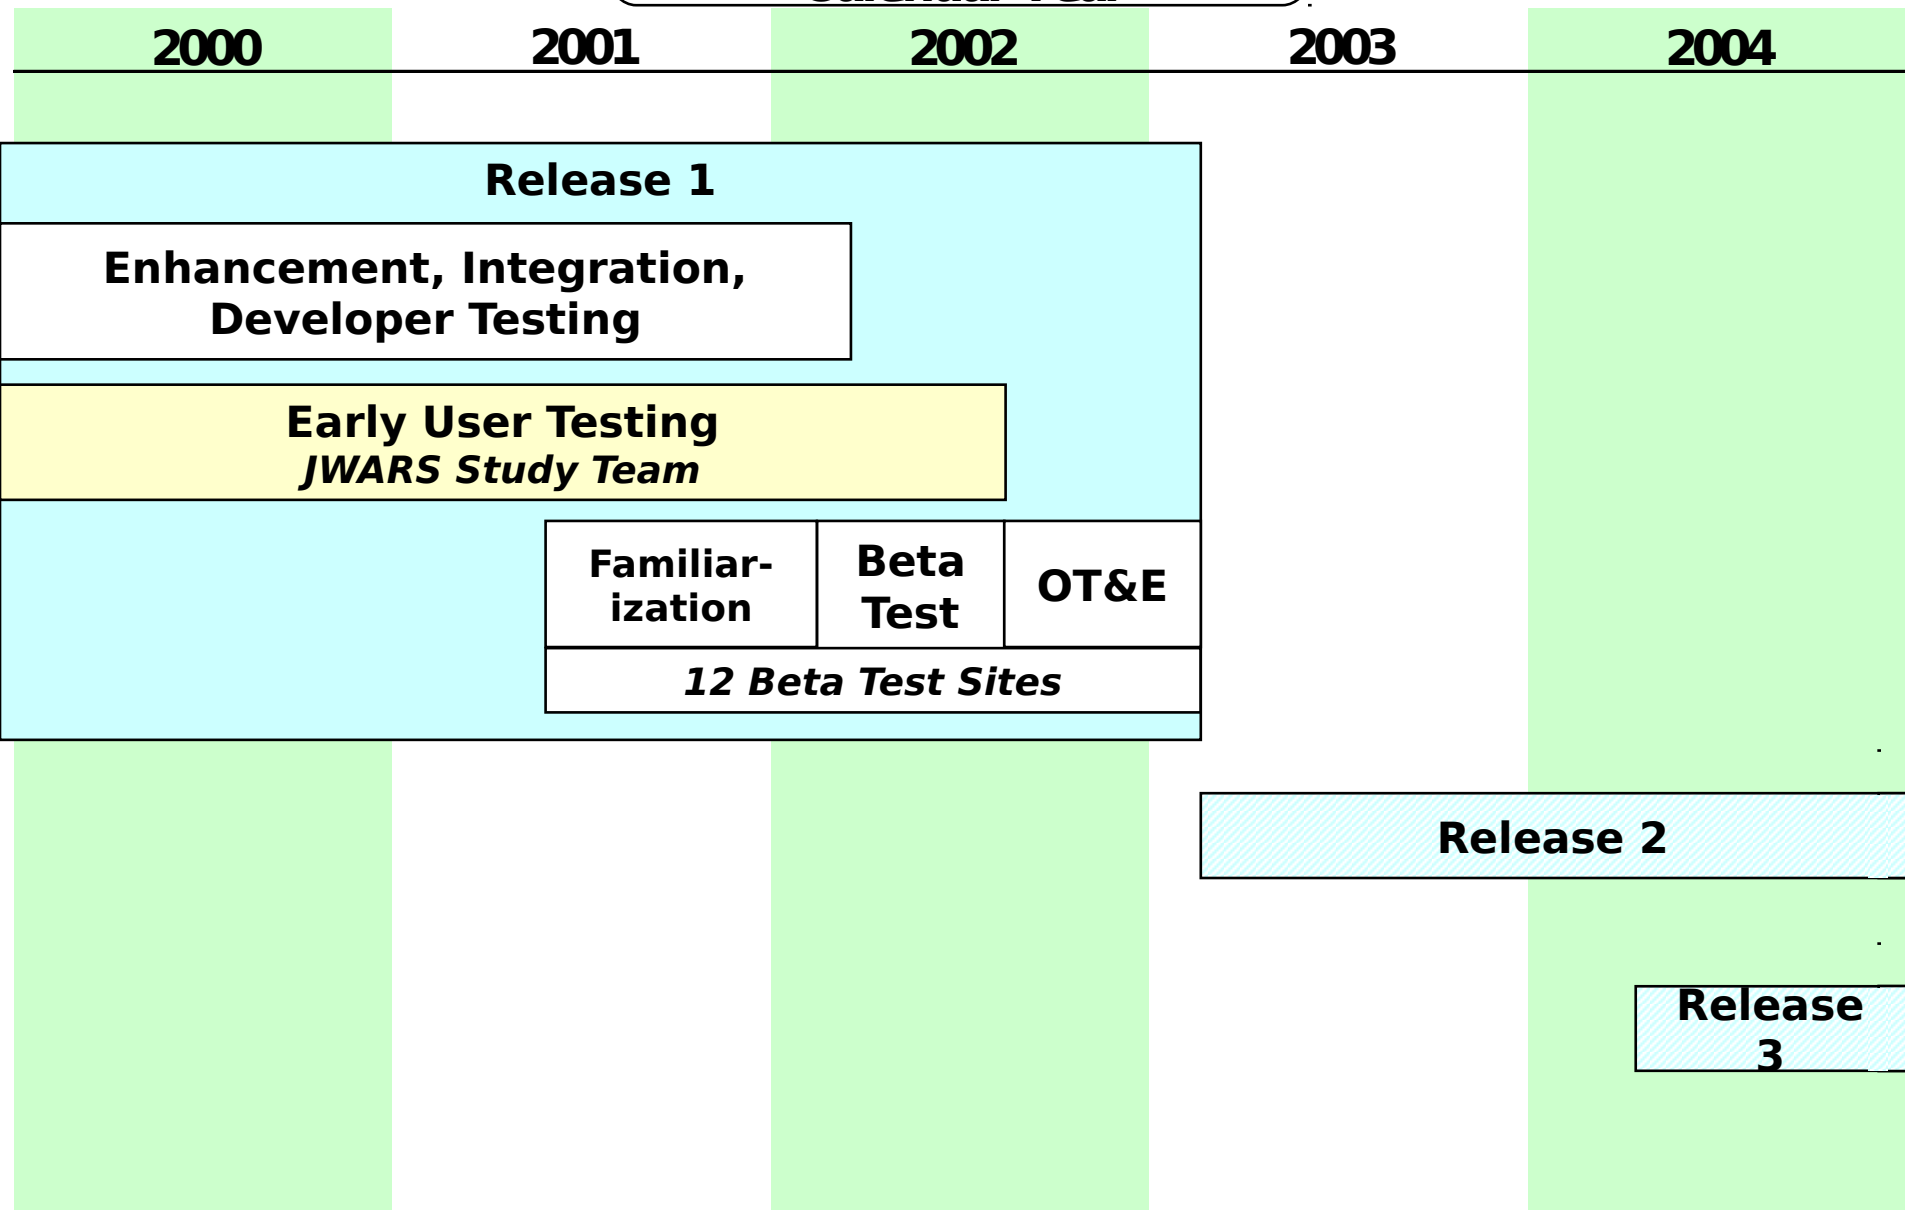 2000 2001 2002 2003 2004
Release 1
Enhancement, Integration,
Developer Testing
Early User Testing
JWARS Study Team
Familiar-
ization
Beta
Test
OT&E
12 Beta Test Sites
Release 2
Release
3